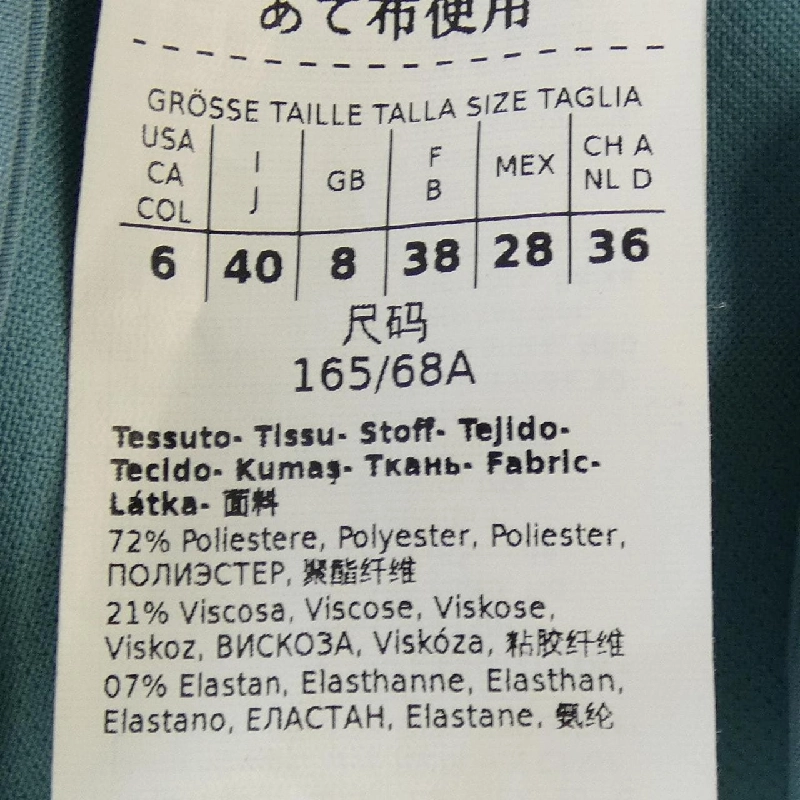 あて布使用
GRÖSSE TAILLE TALLA SIZE TAGLIA
USA CA COL I J GB F B MEX CH A NL D
6 40 8 38 28 36
尺码
165/68A
Tessuto- Tissu- Stoff- Tejido-
Tecido- Kumaş- Ткань- Fabric-
Látka- 面料
72% Poliestere, Polyester, Poliester,
ПОЛИЭСТЕР, 聚酯纤维
21% Viscosa, Viscose, Viskose,
Viskoz, ВИСКОЗА, Viskóza, 粘胶纤维
07% Elastan, Elasthanne, Elasthan,
Elastano, ЕЛАСТАН, Elastane, 氨纶